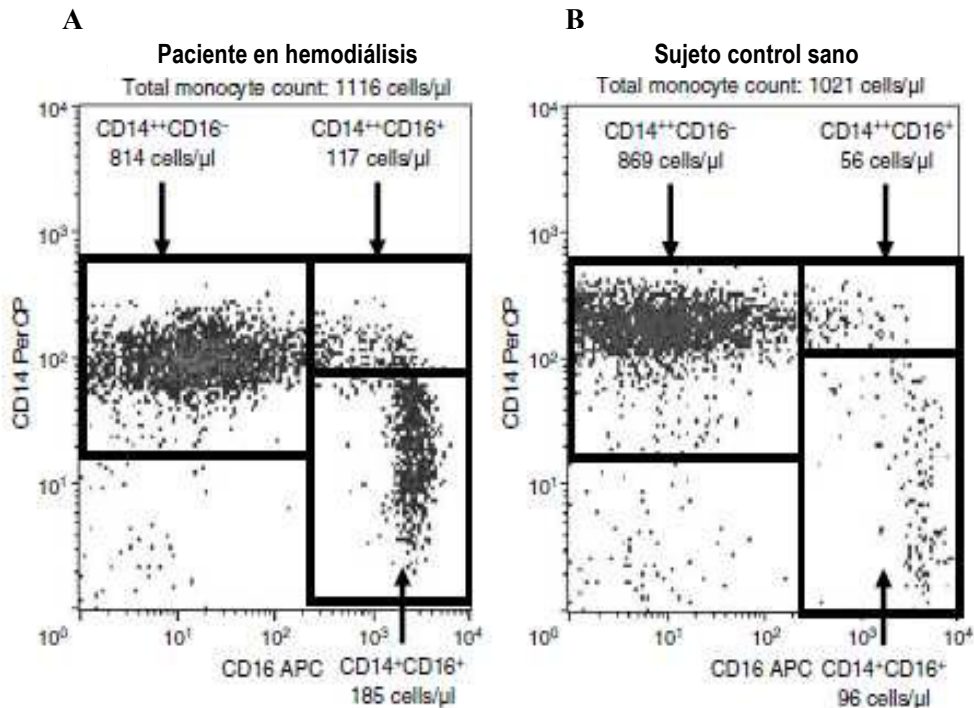 A
Paciente en hemodiálisis
Total monocyte count: 1116 cells/µl
CD14⁺⁺CD16⁻
814 cells/µl
CD14⁺⁺CD16⁺
117 cells/µl
10⁴
10³
10²
10¹
CD14 PerCP
10⁰
10¹
10²
10³
10⁴
CD16 APC
CD14⁺CD16⁺
185 cells/µl
B
Sujeto control sano
Total monocyte count: 1021 cells/µl
CD14⁺⁺CD16⁻
869 cells/µl
CD14⁺⁺CD16⁺
56 cells/µl
10⁴
10³
10²
10¹
CD14 PerCP
10⁰
10¹
10²
10³
10⁴
CD16 APC
CD14⁺CD16⁺
96 cells/µl